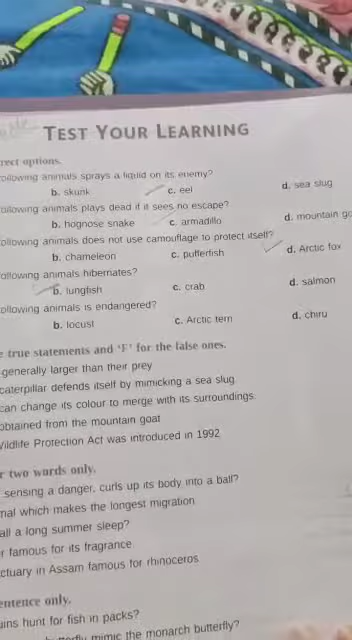 TEST YOUR LEARNING
rect options.
ollowing animals sprays a liquid on its enemy?
b. skunk c. eel d. sea slug
ollowing animals plays dead if it sees no escape?
b. hognose snake c. armadillo d. mountain go
ollowing animals does not use camouflage to protect itself?
b. chameleon c. pufferfish d. Arctic fox
ollowing animals hibernates?
b. lungfish c. crab d. salmon
ollowing animals is endangered?
b. locust c. Arctic tern d. chiru
e true statements and 'F' for the false ones.
generally larger than their prey
caterpillar defends itself by mimicking a sea slug
can change its colour to merge with its surroundings.
obtained from the mountain goat
Wildlife Protection Act was introduced in 1992
r two words only.
sensing a danger, curls up its body into a ball?
mal which makes the longest migration
all a long summer sleep?
r famous for its fragrance
ctuary in Assam famous for rhinoceros
entence only.
uins hunt for fish in packs?
mimic the monarch butterfly?